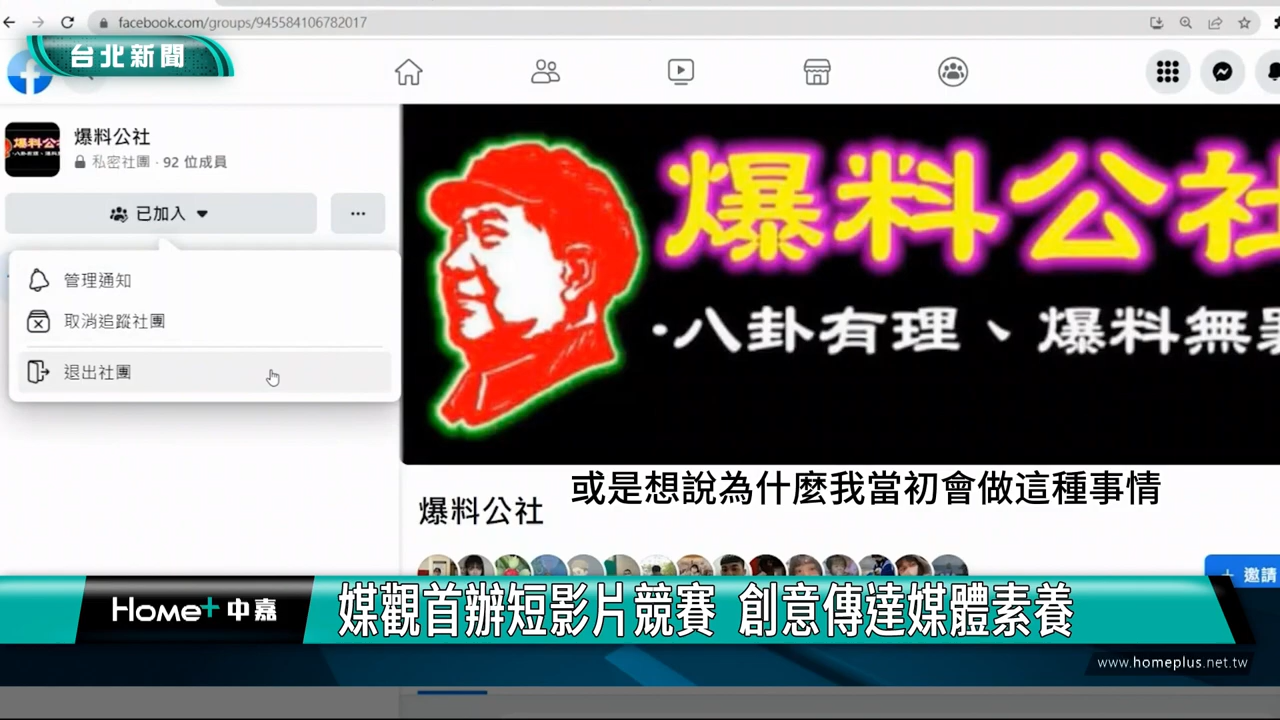 facebook.com/groups/945584106782017
台北新聞
爆料公社
私密社團 · 92 位成員
已加入
管理通知
取消追蹤社團
退出社團
爆料公社
·八卦有理、爆料無罪
爆料公社
或是想說為什麼我當初會做這種事情
+ 邀請
Home+ 中嘉
媒觀首辦短影片競賽 創意傳達媒體素養
www.homeplus.net.tw